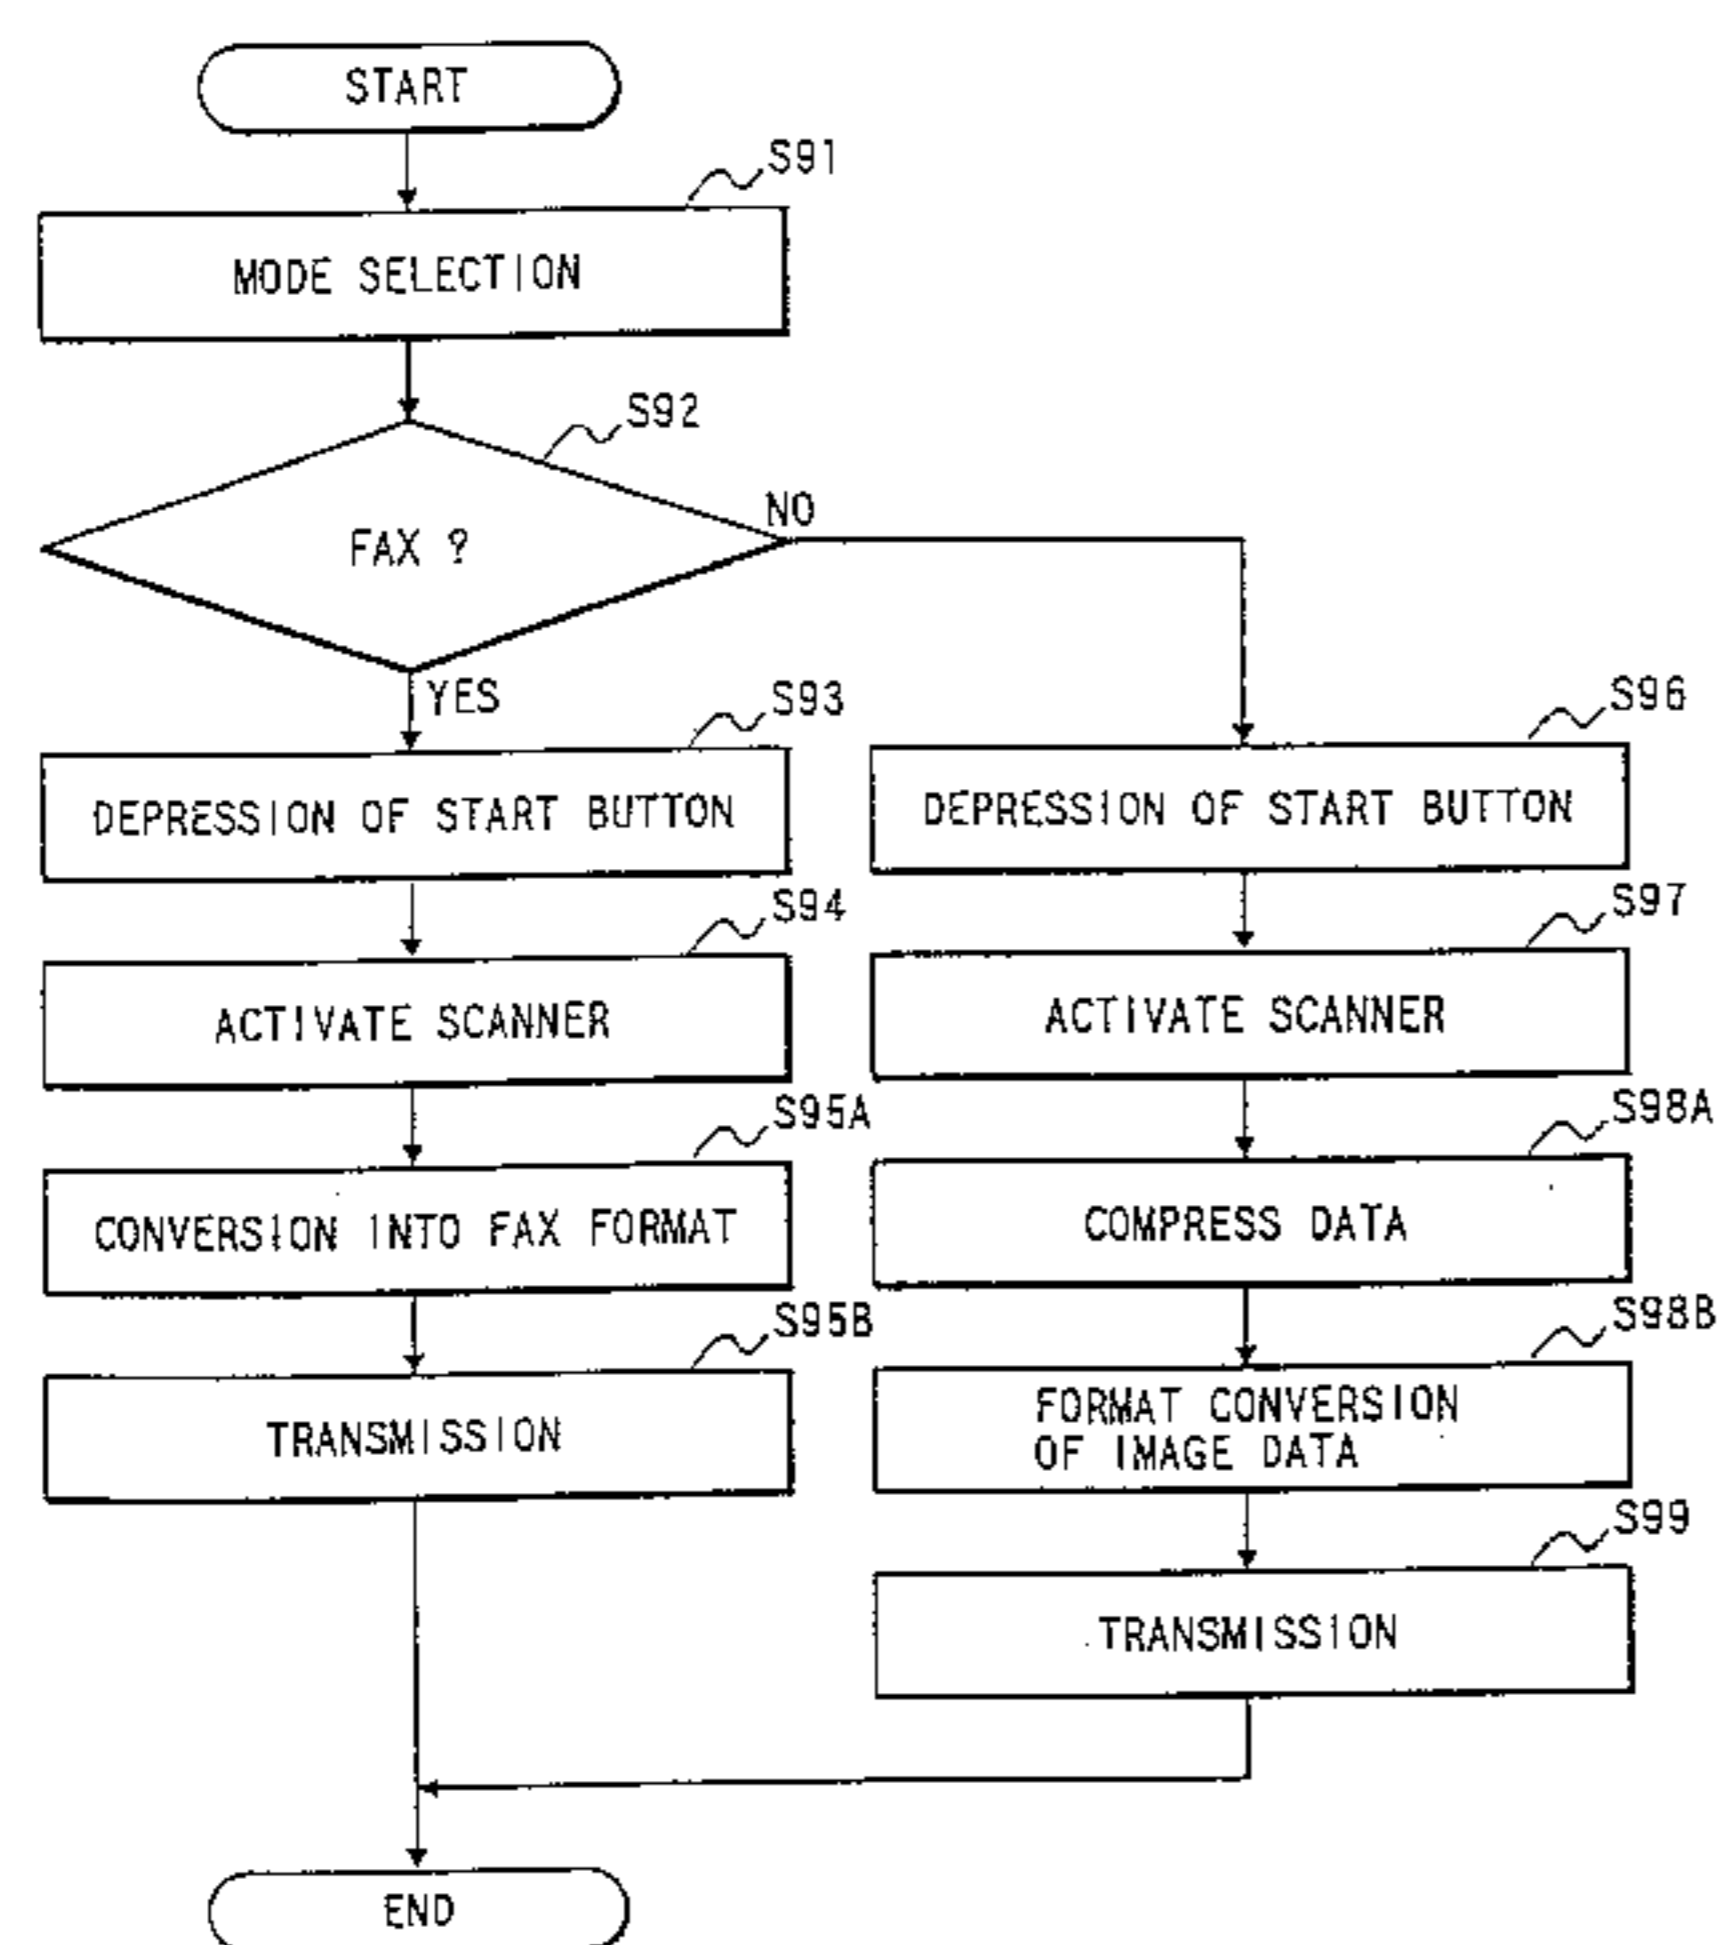 START
S91
MODE SELECTION
S92
FAX ?
NO
YES
S93
DEPRESSION OF START BUTTON
S94
ACTIVATE SCANNER
S95A
CONVERSION INTO FAX FORMAT
S95B
TRANSMISSION
S96
DEPRESSION OF START BUTTON
S97
ACTIVATE SCANNER
S98A
COMPRESS DATA
S98B
FORMAT CONVERSION
OF IMAGE DATA
S99
TRANSMISSION
END